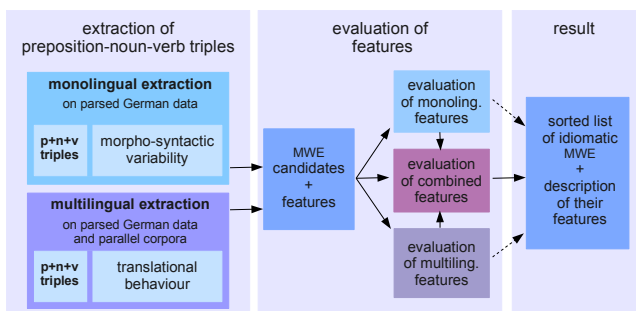 extraction of
preposition-noun-verb triples
monolingual extraction
on parsed German data
p+n+v
triples
morpho-syntactic
variability
multilingual extraction
on parsed German data
and parallel corpora
p+n+v
triples
translational
behaviour
evaluation of
features
MWE
candidates
+
features
evaluation
of monoling.
features
evaluation
of combined
features
evaluation
of multiling.
features
result
sorted list
of idiomatic
MWE
+
description
of their
features